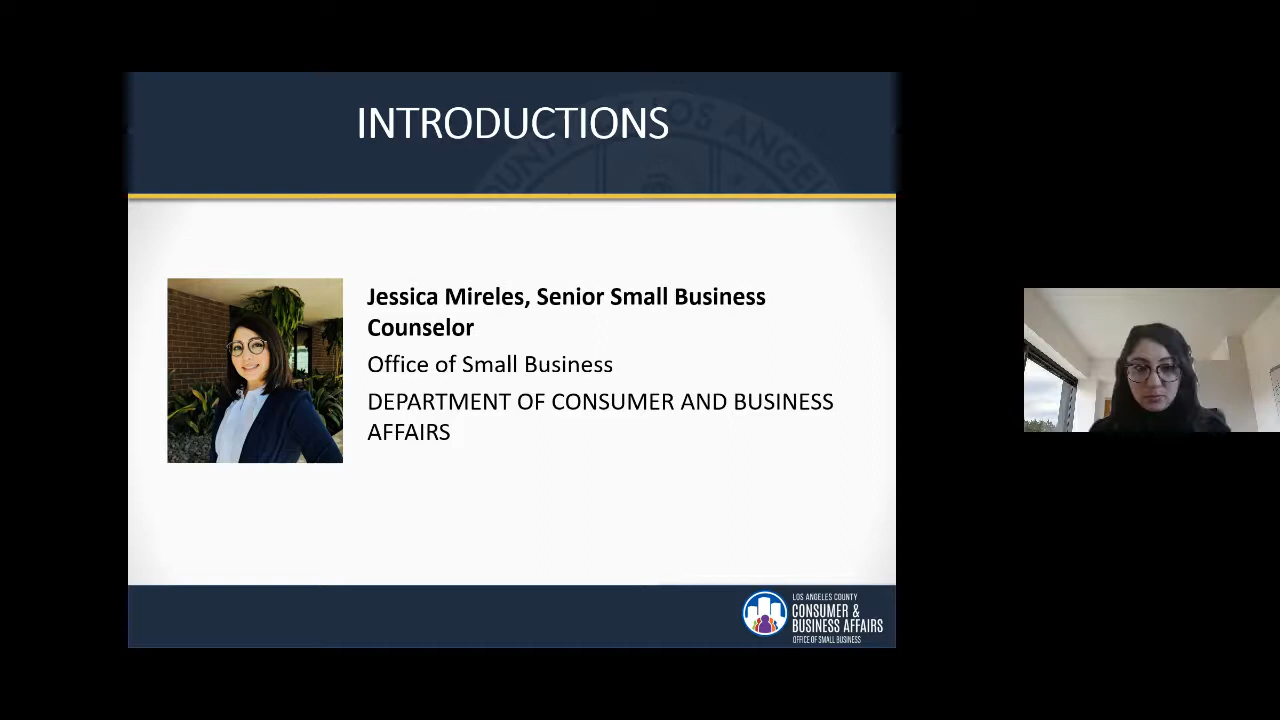 INTRODUCTIONS
Jessica Mireles, Senior Small Business
Counselor
Office of Small Business
DEPARTMENT OF CONSUMER AND BUSINESS
AFFAIRS
LOS ANGELES COUNTY
CONSUMER &
BUSINESS AFFAIRS
OFFICE OF SMALL BUSINESS